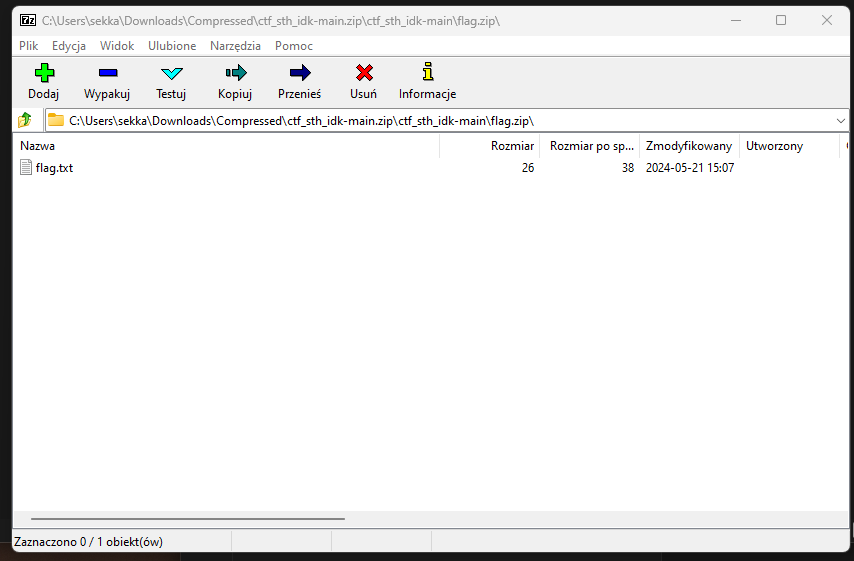 7z C:\Users\sekka\Downloads\Compressed\ctf_sth_idk-main.zip\ctf_sth_idk-main\flag.zip\
Plik Edycja Widok Ulubione Narzędzia Pomoc
Dodaj Wypakuj Testuj Kopiuj Przenieś Usuń Informacje
C:\Users\sekka\Downloads\Compressed\ctf_sth_idk-main.zip\ctf_sth_idk-main\flag.zip\
Nazwa Rozmiar Rozmiar po sp... Zmodyfikowany Utworzony
flag.txt 26 38 2024-05-21 15:07
Zaznaczono 0 / 1 obiekt(ów)